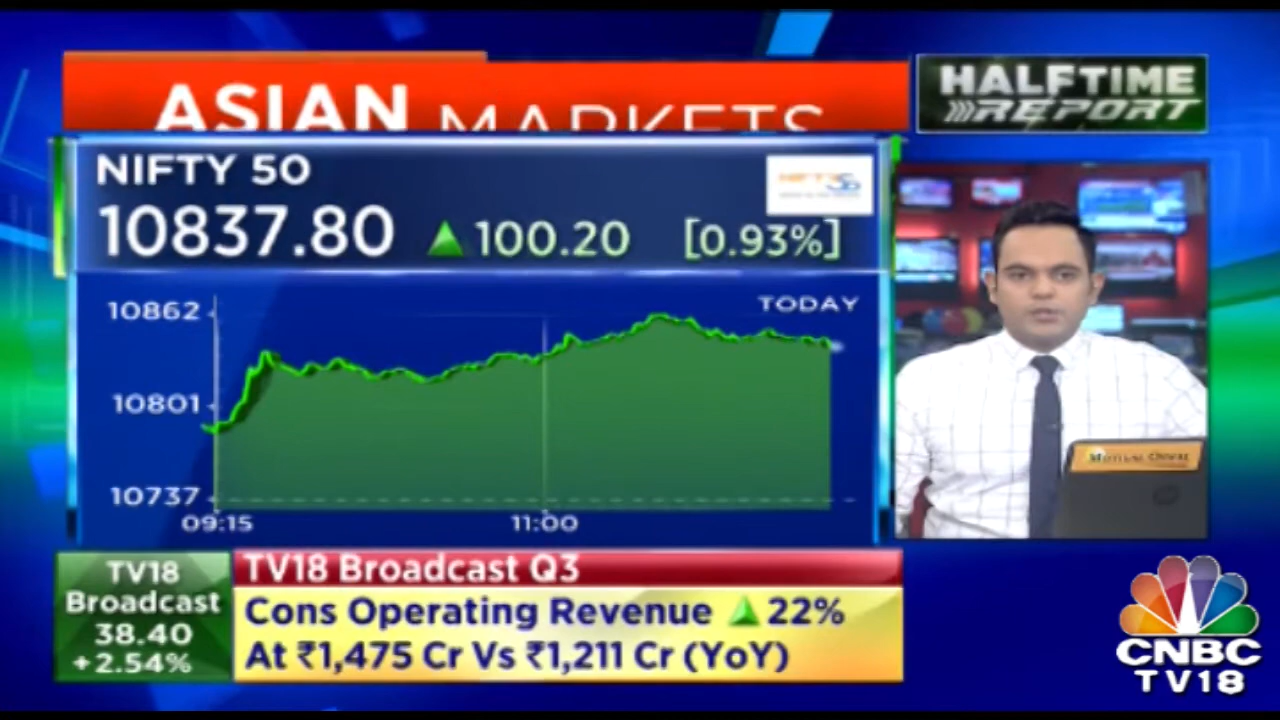 ASIAN MARKETS
HALFTIME
REPORT
NIFTY 50
10837.80 ▲ 100.20 [0.93%]
TODAY
10862
10801
10737
09:15 11:00
TV18
Broadcast
38.40
+2.54%
TV18 Broadcast Q3
Cons Operating Revenue ▲ 22%
At ₹1,475 Cr Vs ₹1,211 Cr (YoY)
CNBC
TV18